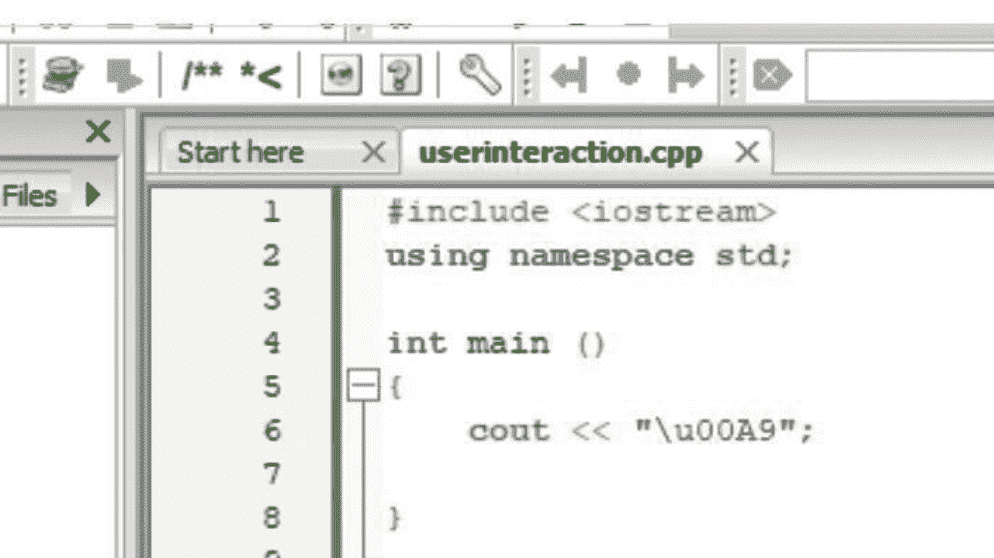 /** *<
Start here
userinteraction.cpp
Files
1 #include <iostream>
2 using namespace std;
3
4 int main ()
5 {
6 cout << "\u00A9";
7
8 }